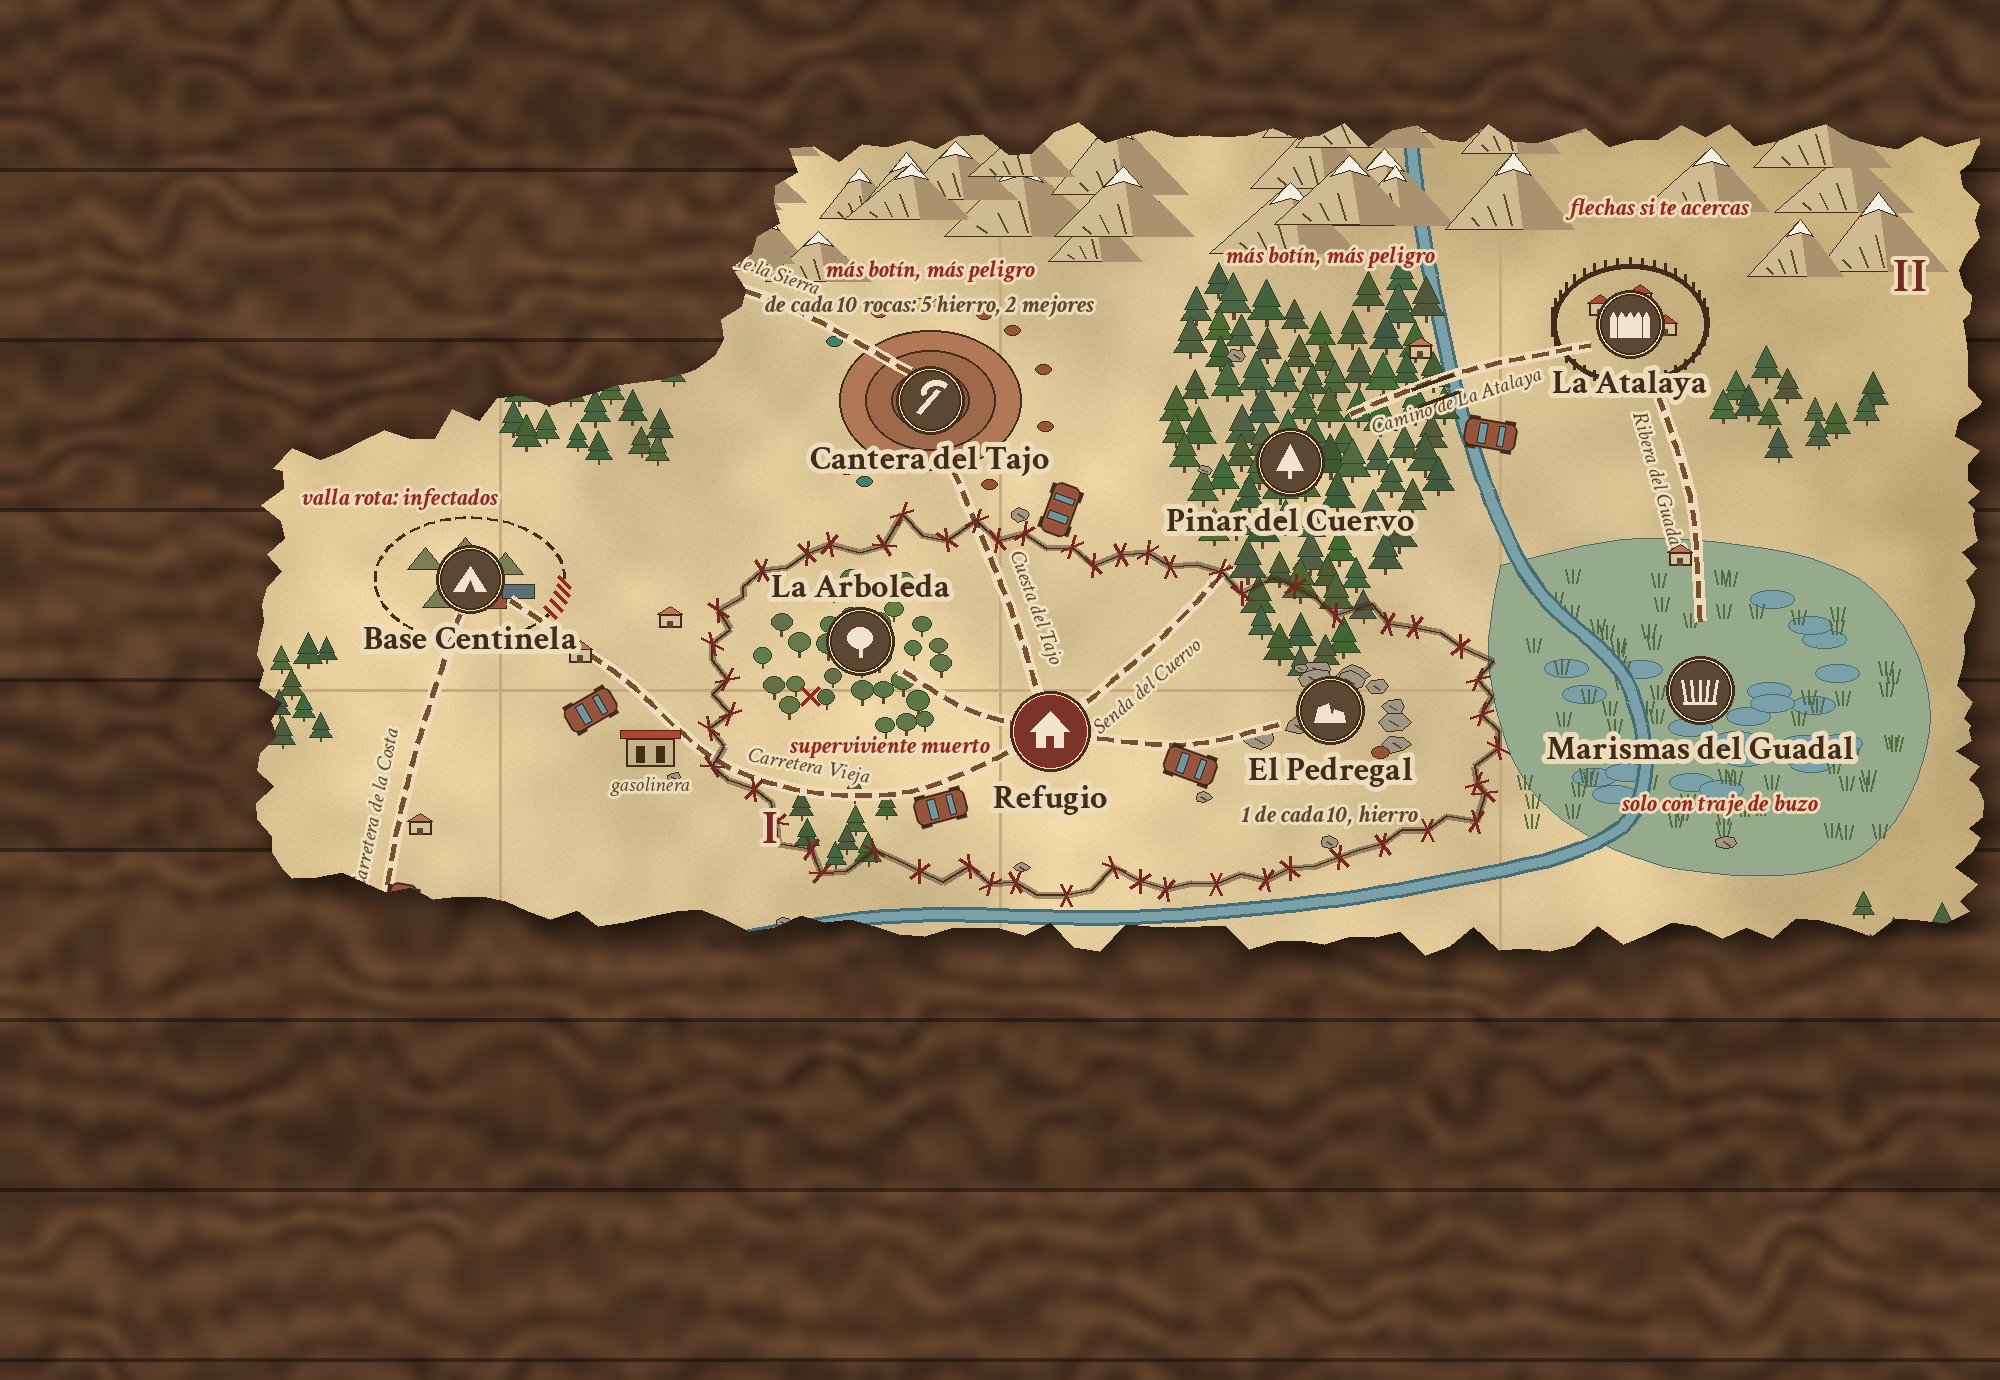 flechas si te acercas
más botín, más peligro
II
de la Sierra
más botín, más peligro
de cada 10 rocas: 5 hierro, 2 mejores
La Atalaya
Camino de La Atalaya
Cantera del Tajo
Ribera del Guadal
valla rota: infectados
Pinar del Cuervo
La Arboleda
Cuesta del Tajo
Base Centinela
Senda del Cuervo
superviviente muerto
Marismas del Guadal
Carretera Vieja
El Pedregal
gasolinera
Refugio
solo con traje de buzo
1 de cada 10, hierro
Carretera de la Costa
I